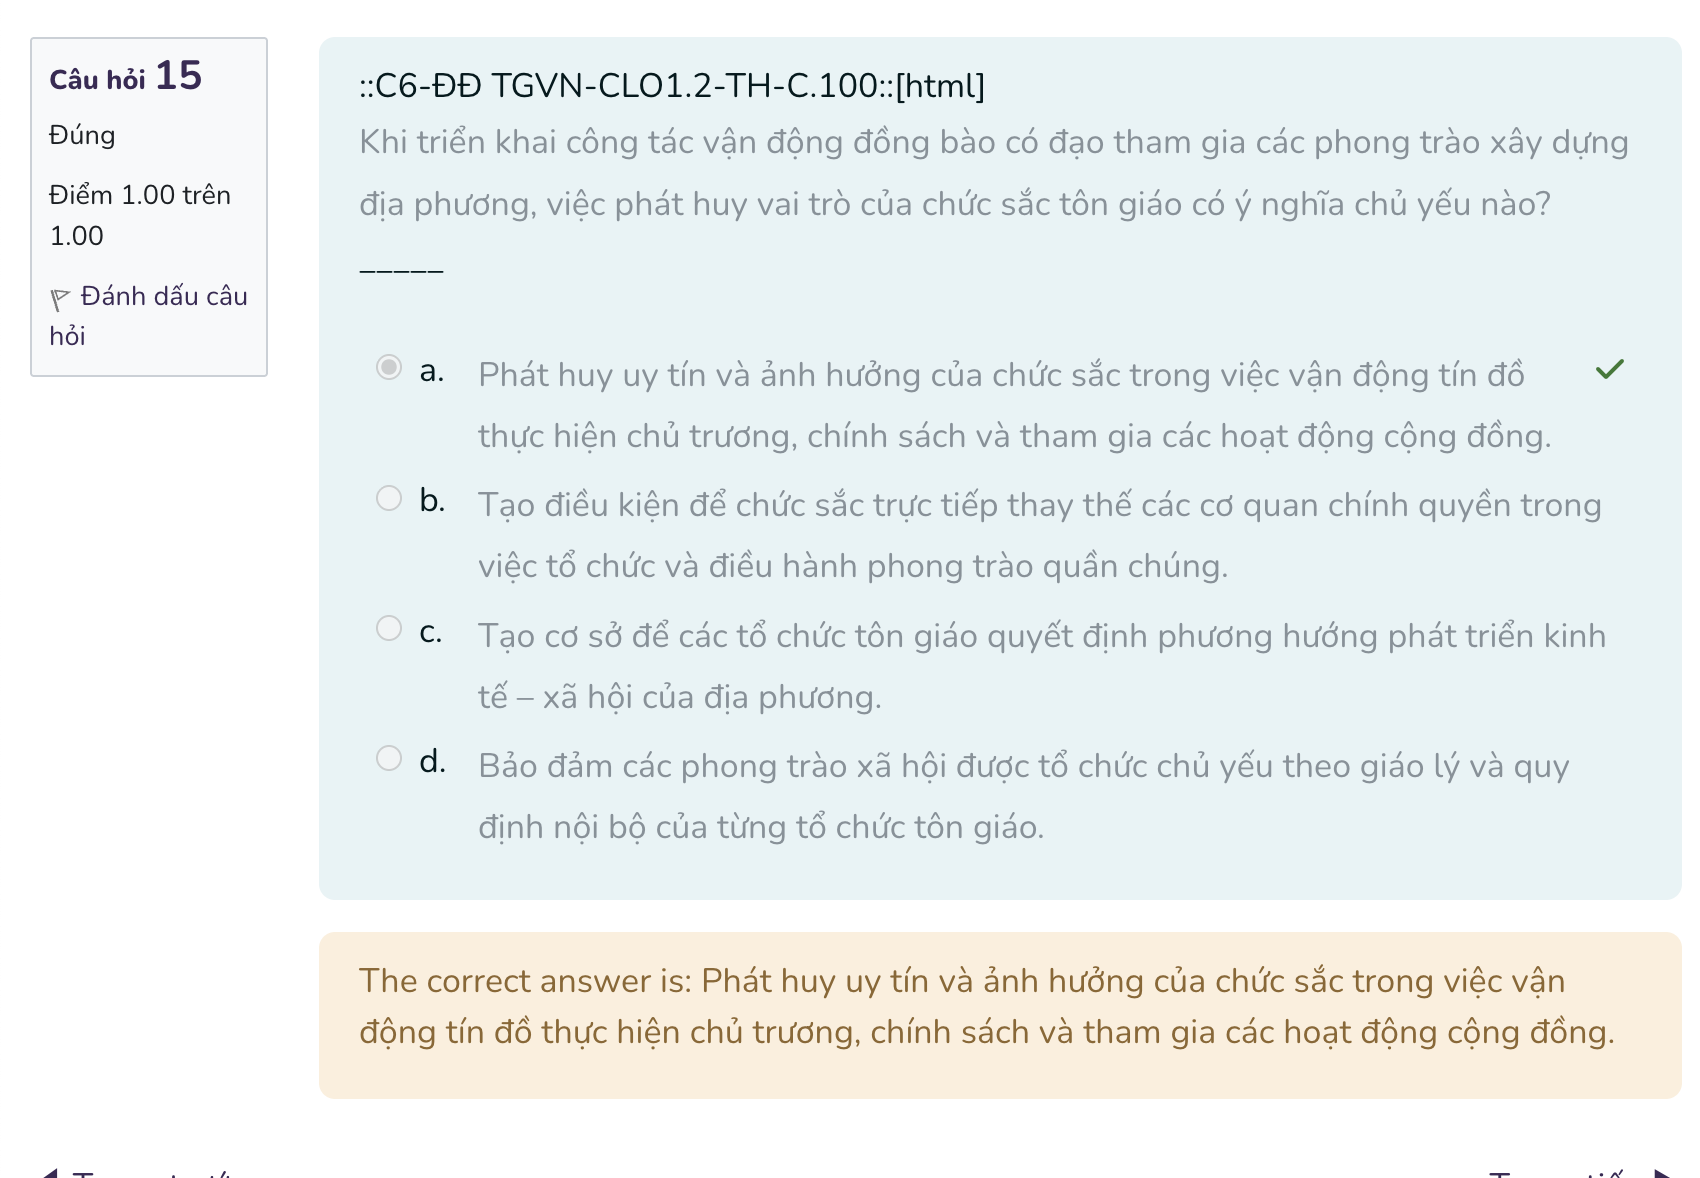 Câu hỏi 15
Đúng
Điểm 1.00 trên
1.00
Đánh dấu câu
hỏi
::C6-ĐĐ TGVN-CLO1.2-TH-C.100::[html]
Khi triển khai công tác vận động đồng bào có đạo tham gia các phong trào xây dựng
địa phương, việc phát huy vai trò của chức sắc tôn giáo có ý nghĩa chủ yếu nào?
_____
a. Phát huy uy tín và ảnh hưởng của chức sắc trong việc vận động tín đồ
thực hiện chủ trương, chính sách và tham gia các hoạt động cộng đồng.
b. Tạo điều kiện để chức sắc trực tiếp thay thế các cơ quan chính quyền trong
việc tổ chức và điều hành phong trào quần chúng.
c. Tạo cơ sở để các tổ chức tôn giáo quyết định phương hướng phát triển kinh
tế – xã hội của địa phương.
d. Bảo đảm các phong trào xã hội được tổ chức chủ yếu theo giáo lý và quy
định nội bộ của từng tổ chức tôn giáo.
The correct answer is: Phát huy uy tín và ảnh hưởng của chức sắc trong việc vận
động tín đồ thực hiện chủ trương, chính sách và tham gia các hoạt động cộng đồng.